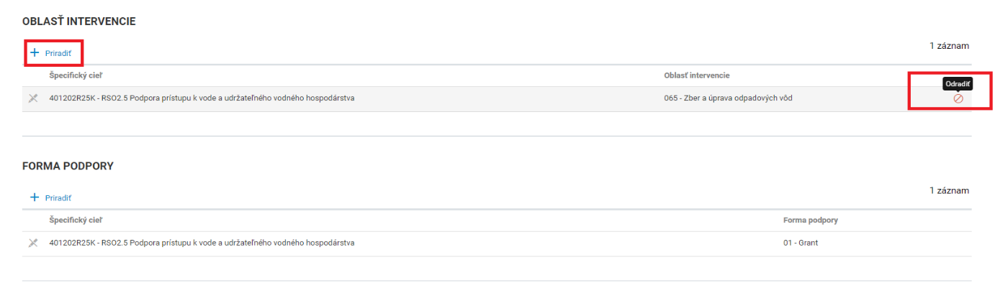 OBLASŤ INTERVENCIE
1 záznam
Priradiť
Špecifický cieľ Oblasť intervencie
Odradiť
401202R25K - RSO2.5 Podpora prístupu k vode a udržateľného vodného hospodárstva 065 - Zber a úprava odpadových vôd
FORMA PODPORY
1 záznam
Priradiť
Špecifický cieľ Forma podpory
401202R25K - RSO2.5 Podpora prístupu k vode a udržateľného vodného hospodárstva 01 - Grant